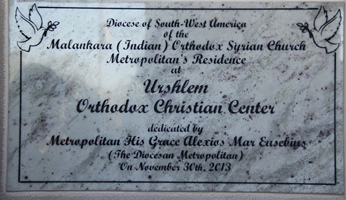 Diocese of South-West America
of the
Malankara (Indian) Orthodox Syrian Church
Metropolitan's Residence
at
Urshlem
Orthodox Christian Center
dedicated by
Metropolitan His Grace Alexios Mar Eusebius
(The Diocesan Metropolitan)
On November 30th, 2013